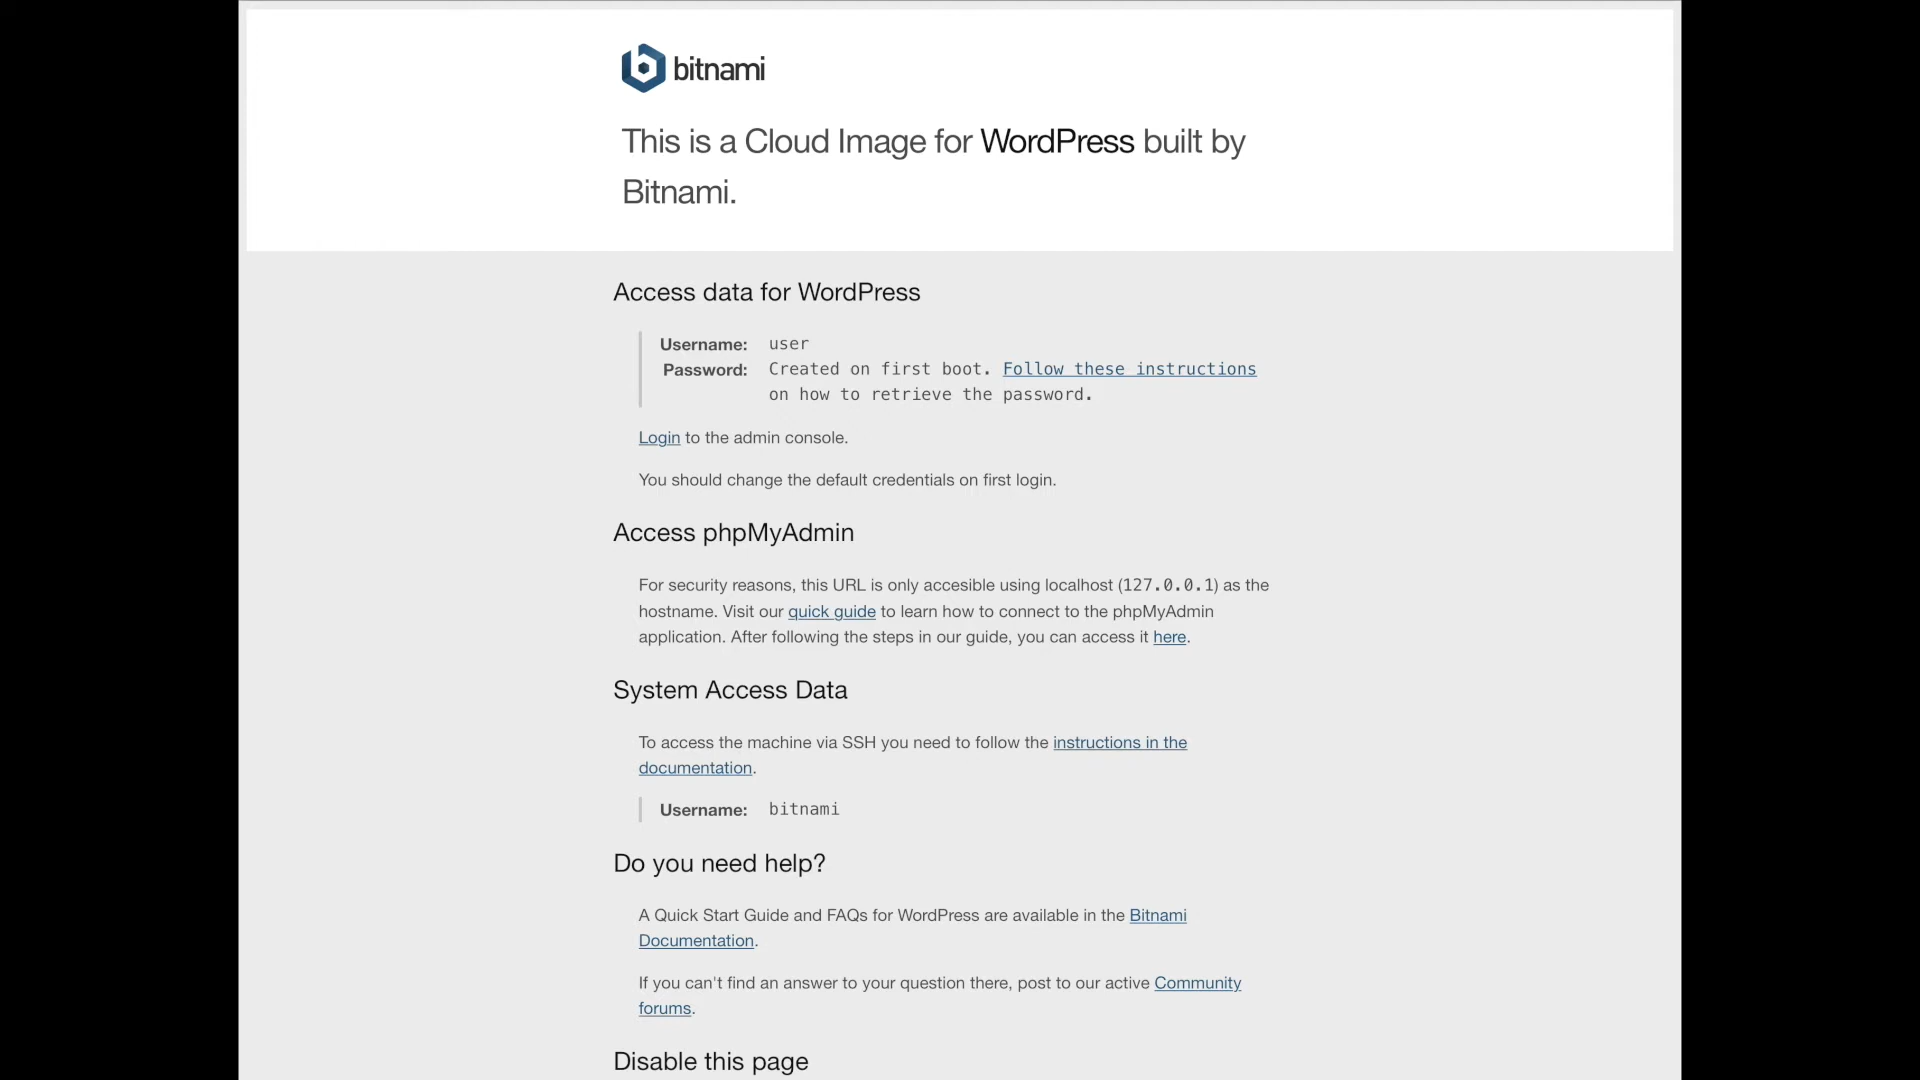 bitnami
This is a Cloud Image for WordPress built by
Bitnami.
Access data for WordPress
Username: user
Password: Created on first boot. Follow these instructions
on how to retrieve the password.
Login to the admin console.
You should change the default credentials on first login.
Access phpMyAdmin
For security reasons, this URL is only accesible using localhost (127.0.0.1) as the
hostname. Visit our quick guide to learn how to connect to the phpMyAdmin
application. After following the steps in our guide, you can access it here.
System Access Data
To access the machine via SSH you need to follow the instructions in the
documentation.
Username: bitnami
Do you need help?
A Quick Start Guide and FAQs for WordPress are available in the Bitnami
Documentation.
If you can't find an answer to your question there, post to our active Community
forums.
Disable this page